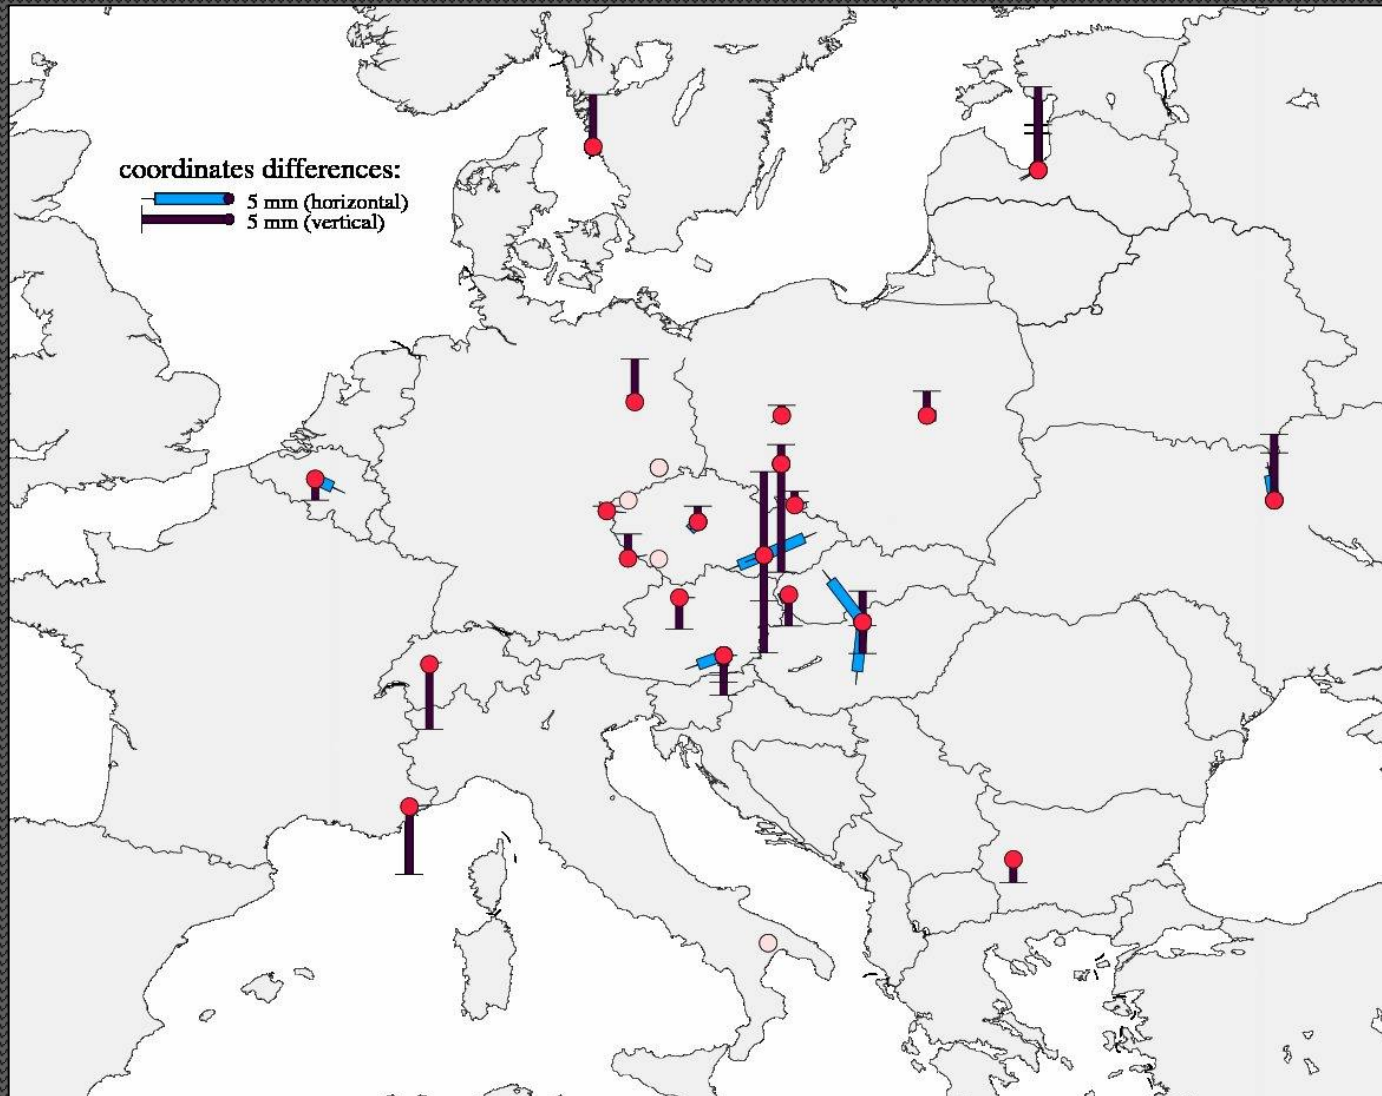 coordinates differences:
5 mm (horizontal)
5 mm (vertical)